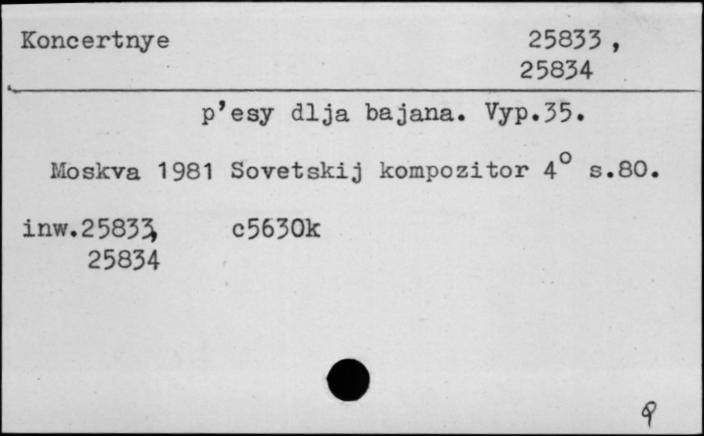 Koncertnye 25833,
25834
p'esy dlja bajana. Vyp.35.
Moskva 1981 Sovetskij kompozitor 4° s.80.
inw.25833, c5630k
25834